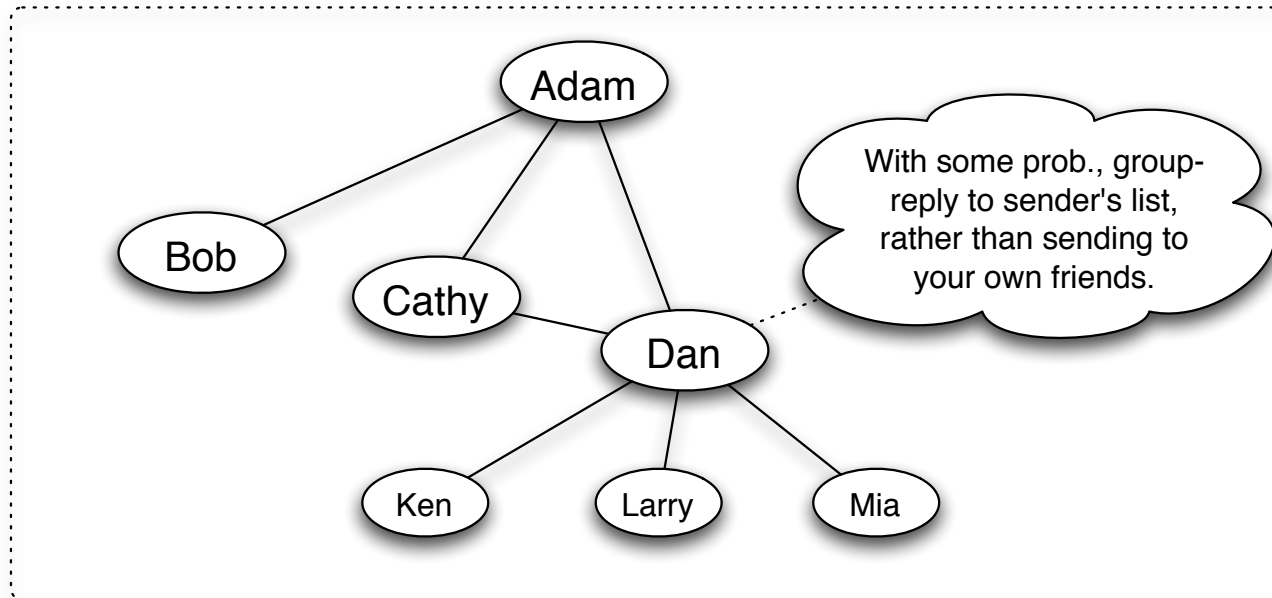 Adam
With some prob., group-
reply to sender's list,
rather than sending to
your own friends.
Bob
Cathy
Dan
Ken
Larry
Mia